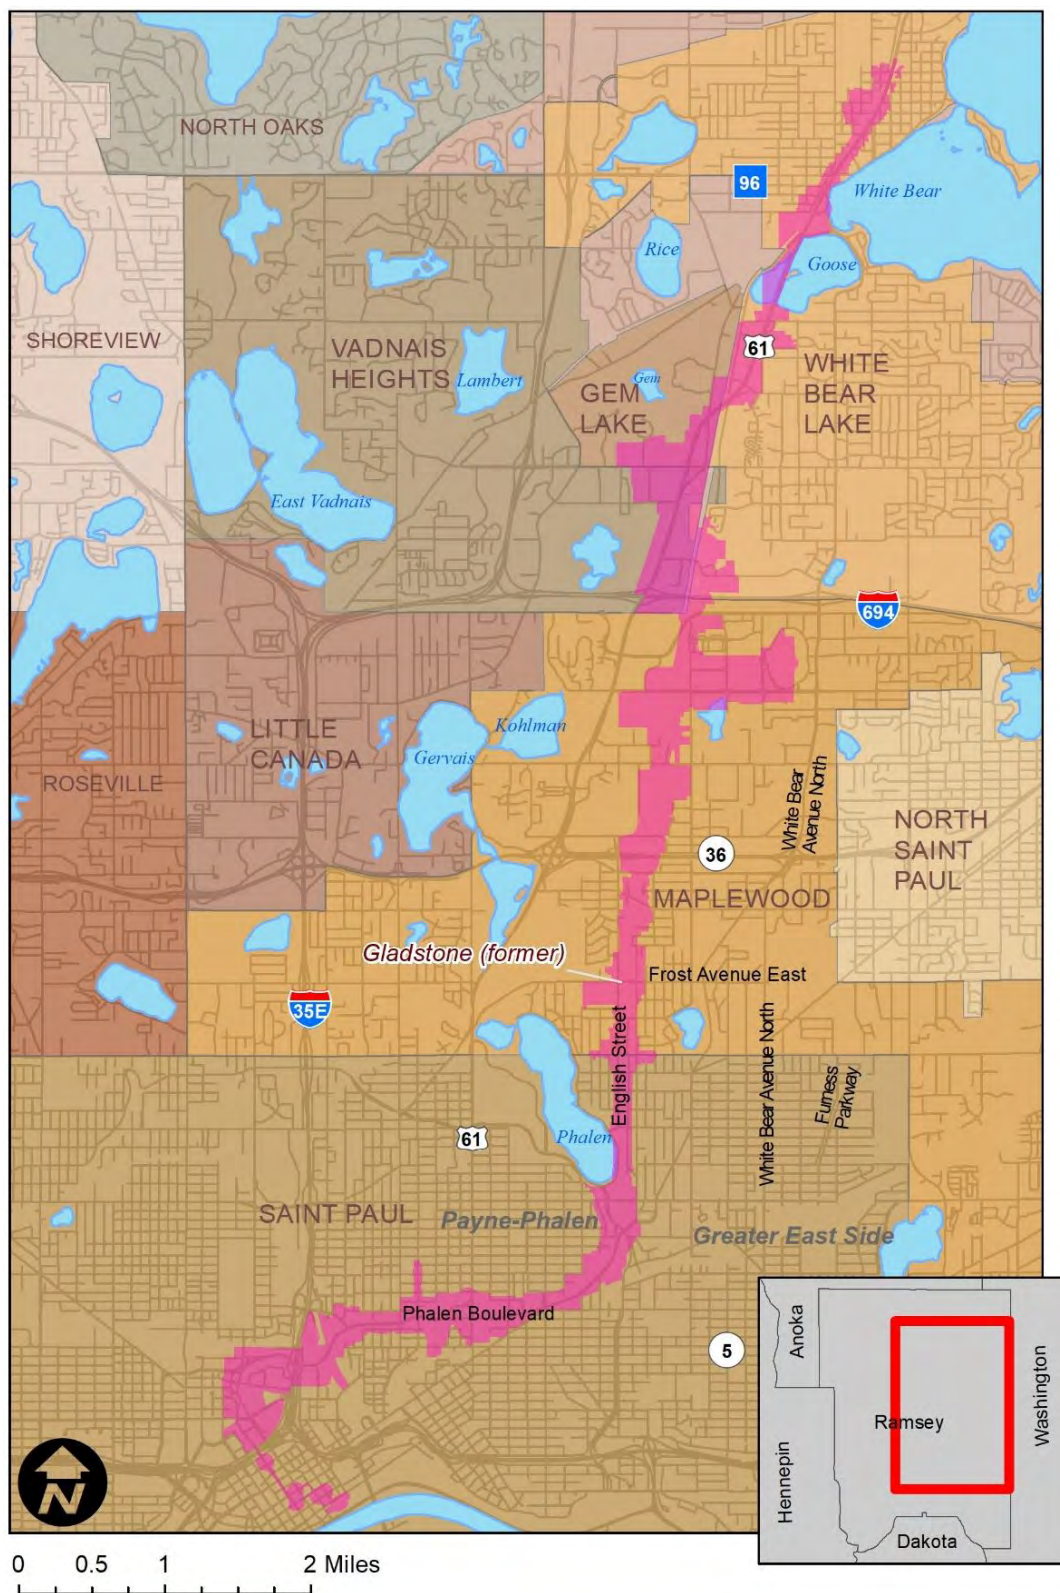 NORTH OAKS
96
White Bear
Rice
Goose
SHOREVIEW
VADNAIS
HEIGHTS
Lambert
61
WHITE
BEAR
LAKE
Gem
GEM
LAKE
East Vadnais
694
Kohlman
LITTLE
CANADA
Gervais
ROSEVILLE
White Bear
Avenue North
NORTH
SAINT
PAUL
36
MAPLEWOOD
Gladstone (former)
Frost Avenue East
35E
English Street
White Bear Avenue North
Furness
Parkway
61
Phalen
SAINT PAUL
Payne-Phalen
Greater East Side
Phalen Boulevard
5
Anoka
Washington
Ramsey
Hennepin
Dakota
N
0 0.5 1 2 Miles